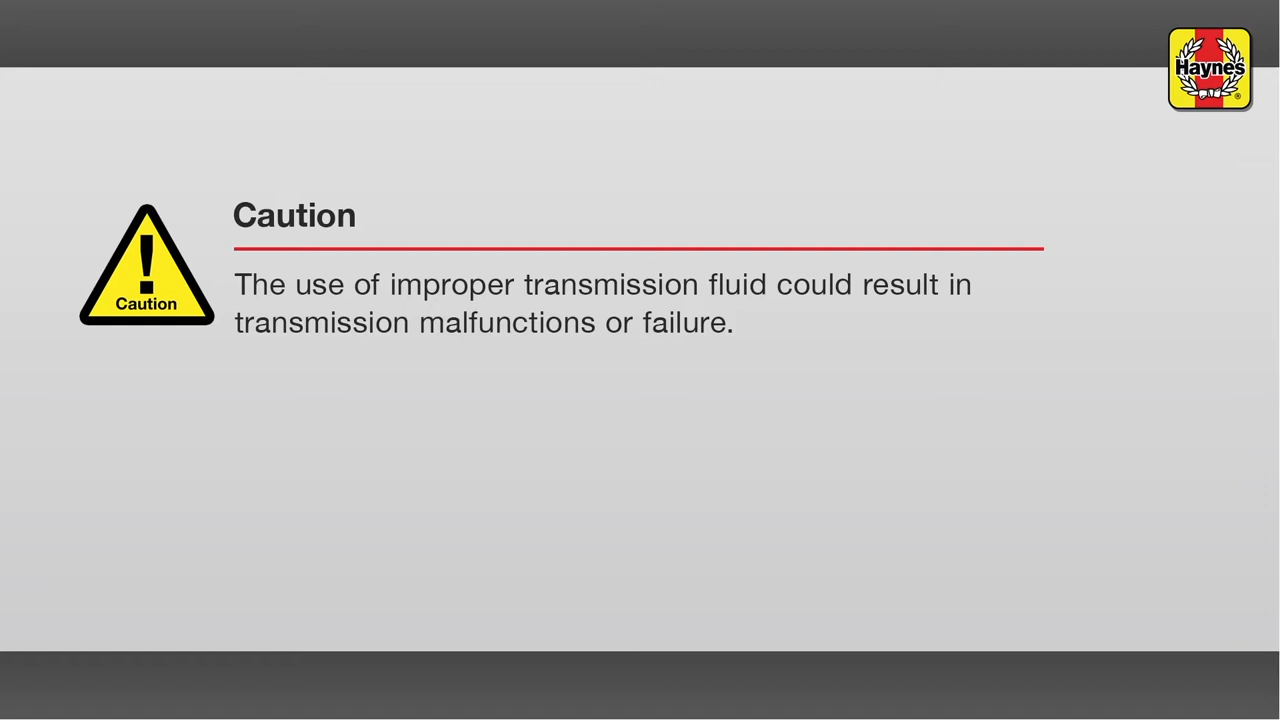 Haynes
®
Caution
Caution
The use of improper transmission fluid could result in
transmission malfunctions or failure.